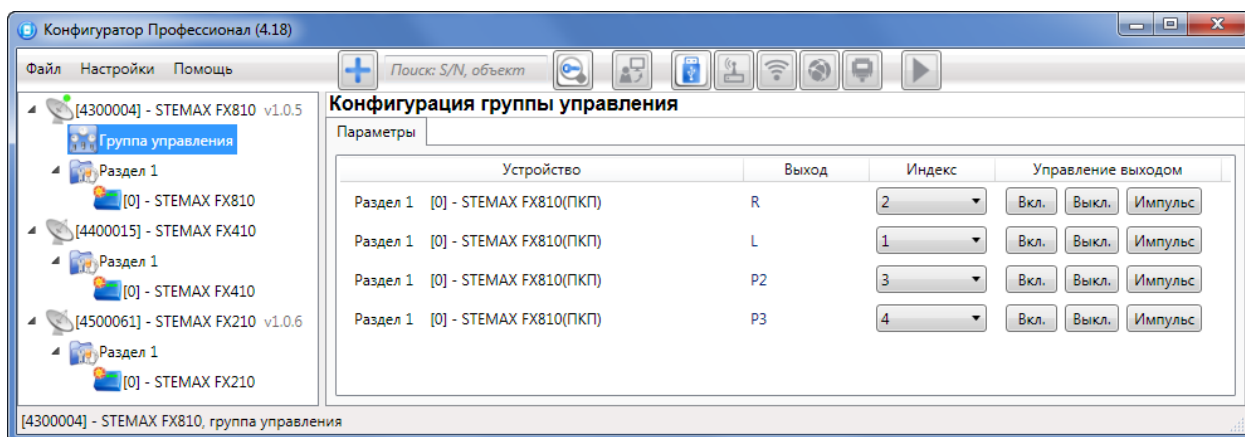 Конфигуратор Профессионал (4.18)
Файл Настройки Помощь
Поиск: S/N, объект
[4300004] - STEMAX FX810 v1.0.5
Группа управления
Раздел 1
[0] - STEMAX FX810
[4400015] - STEMAX FX410
Раздел 1
[0] - STEMAX FX410
[4500061] - STEMAX FX210 v1.0.6
Раздел 1
[0] - STEMAX FX210
Конфигурация группы управления
Параметры
Устройство Выход Индекс Управление выходом
Раздел 1 [0] - STEMAX FX810(ПКП) R 2 Вкл. Выкл. Импульс
Раздел 1 [0] - STEMAX FX810(ПКП) L 1 Вкл. Выкл. Импульс
Раздел 1 [0] - STEMAX FX810(ПКП) P2 3 Вкл. Выкл. Импульс
Раздел 1 [0] - STEMAX FX810(ПКП) P3 4 Вкл. Выкл. Импульс
[4300004] - STEMAX FX810, группа управления